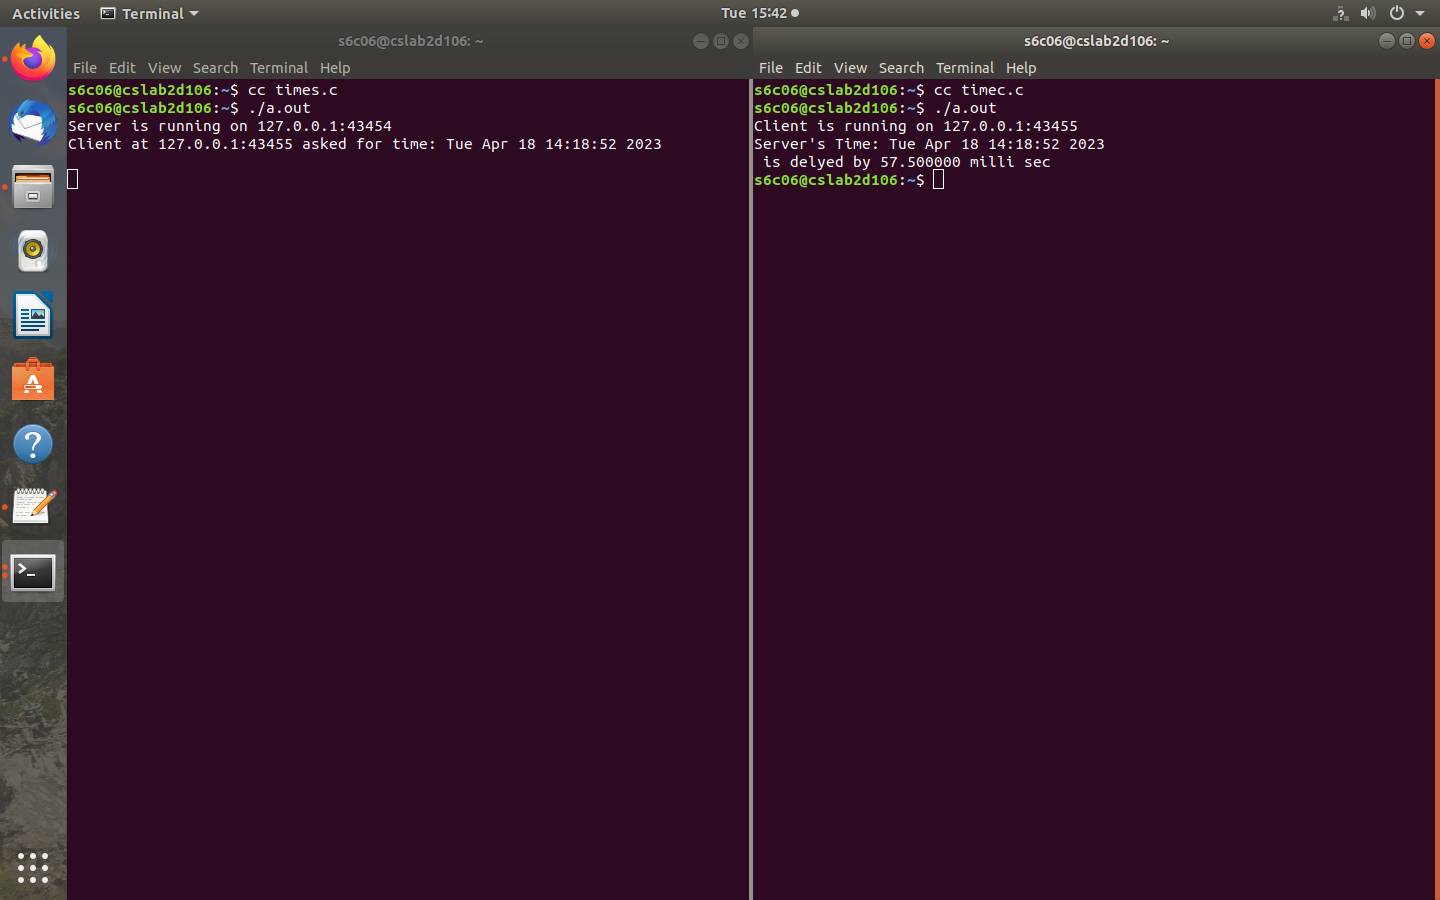 Activities Terminal Tue 15:42
s6c06@cslab2d106: ~
File Edit View Search Terminal Help
s6c06@cslab2d106:~$ cc times.c
s6c06@cslab2d106:~$ ./a.out
Server is running on 127.0.0.1:43454
Client at 127.0.0.1:43455 asked for time: Tue Apr 18 14:18:52 2023
s6c06@cslab2d106: ~
File Edit View Search Terminal Help
s6c06@cslab2d106:~$ cc timec.c
s6c06@cslab2d106:~$ ./a.out
Client is running on 127.0.0.1:43455
Server's Time: Tue Apr 18 14:18:52 2023
is delyed by 57.500000 milli sec
s6c06@cslab2d106:~$